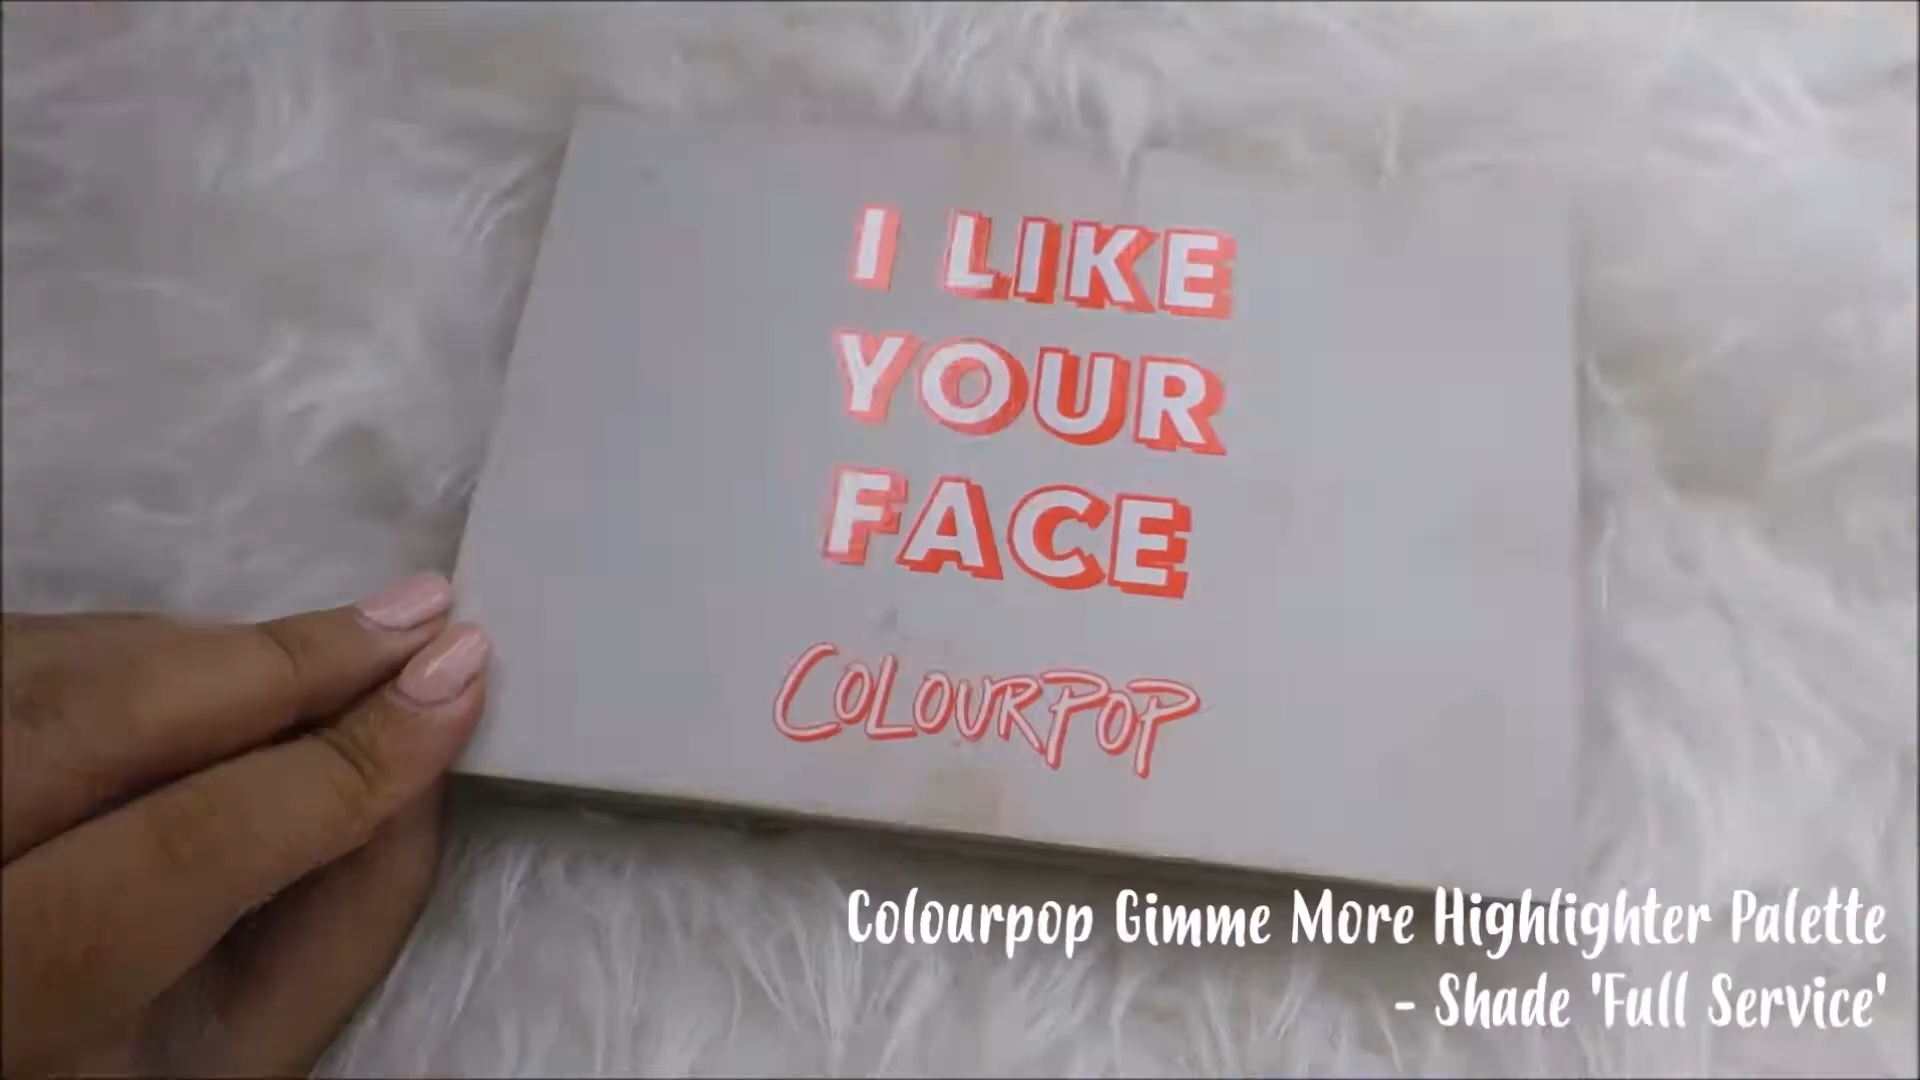 I LIKE
YOUR
FACE
COLOURPOP
Colourpop Gimme More Highlighter Palette
- Shade 'Full Service'